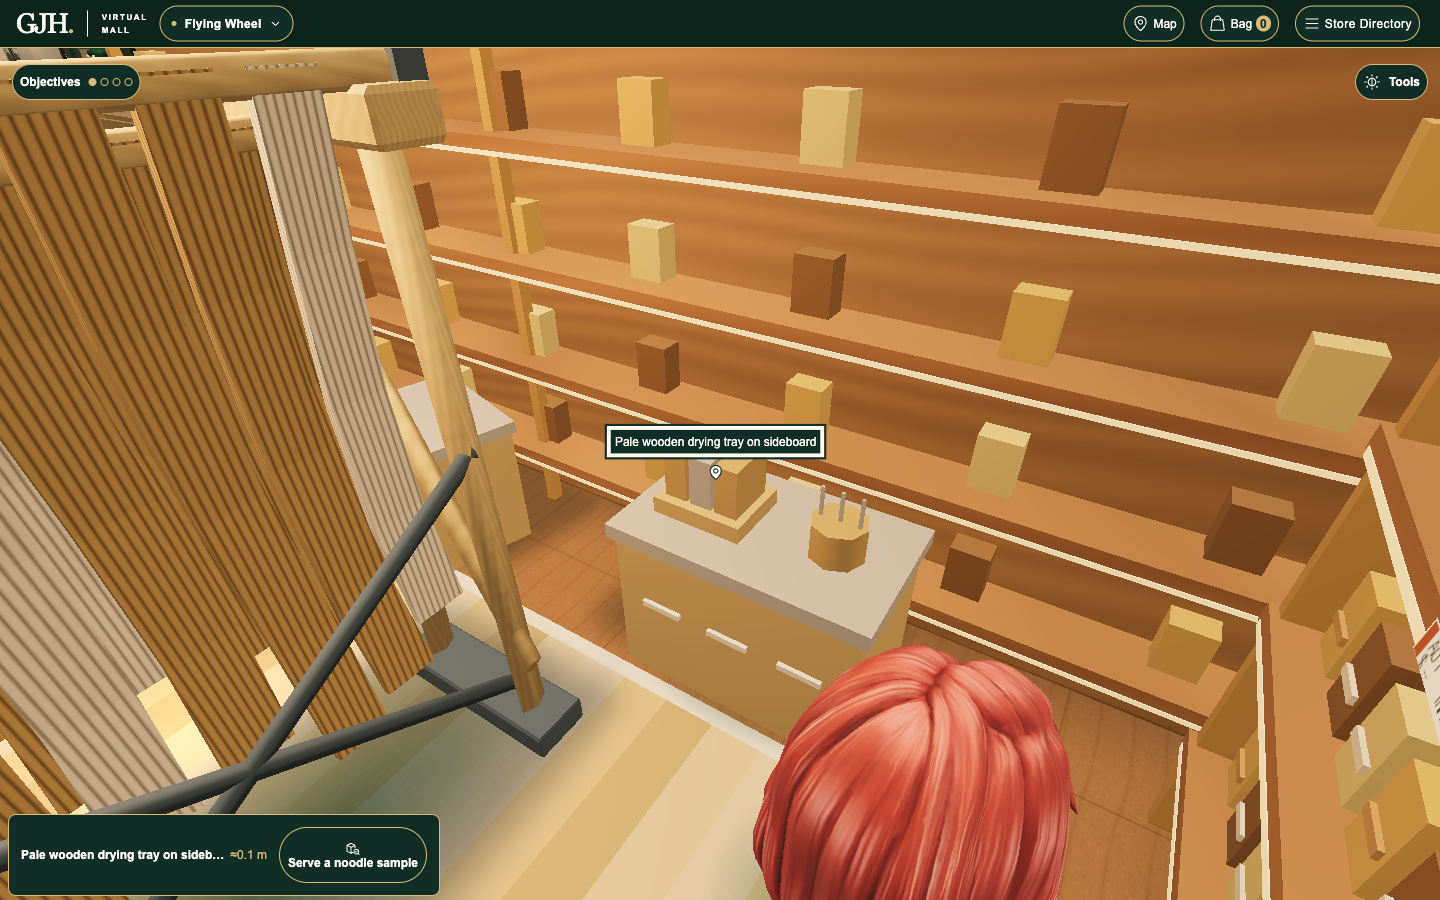 GJH.
VIRTUAL
MALL
Flying Wheel
Map
Bag 0
Store Directory
Objectives
Tools
Pale wooden drying tray on sideboard
Pale wooden drying tray on sideb... ≈0.1 m
Serve a noodle sample